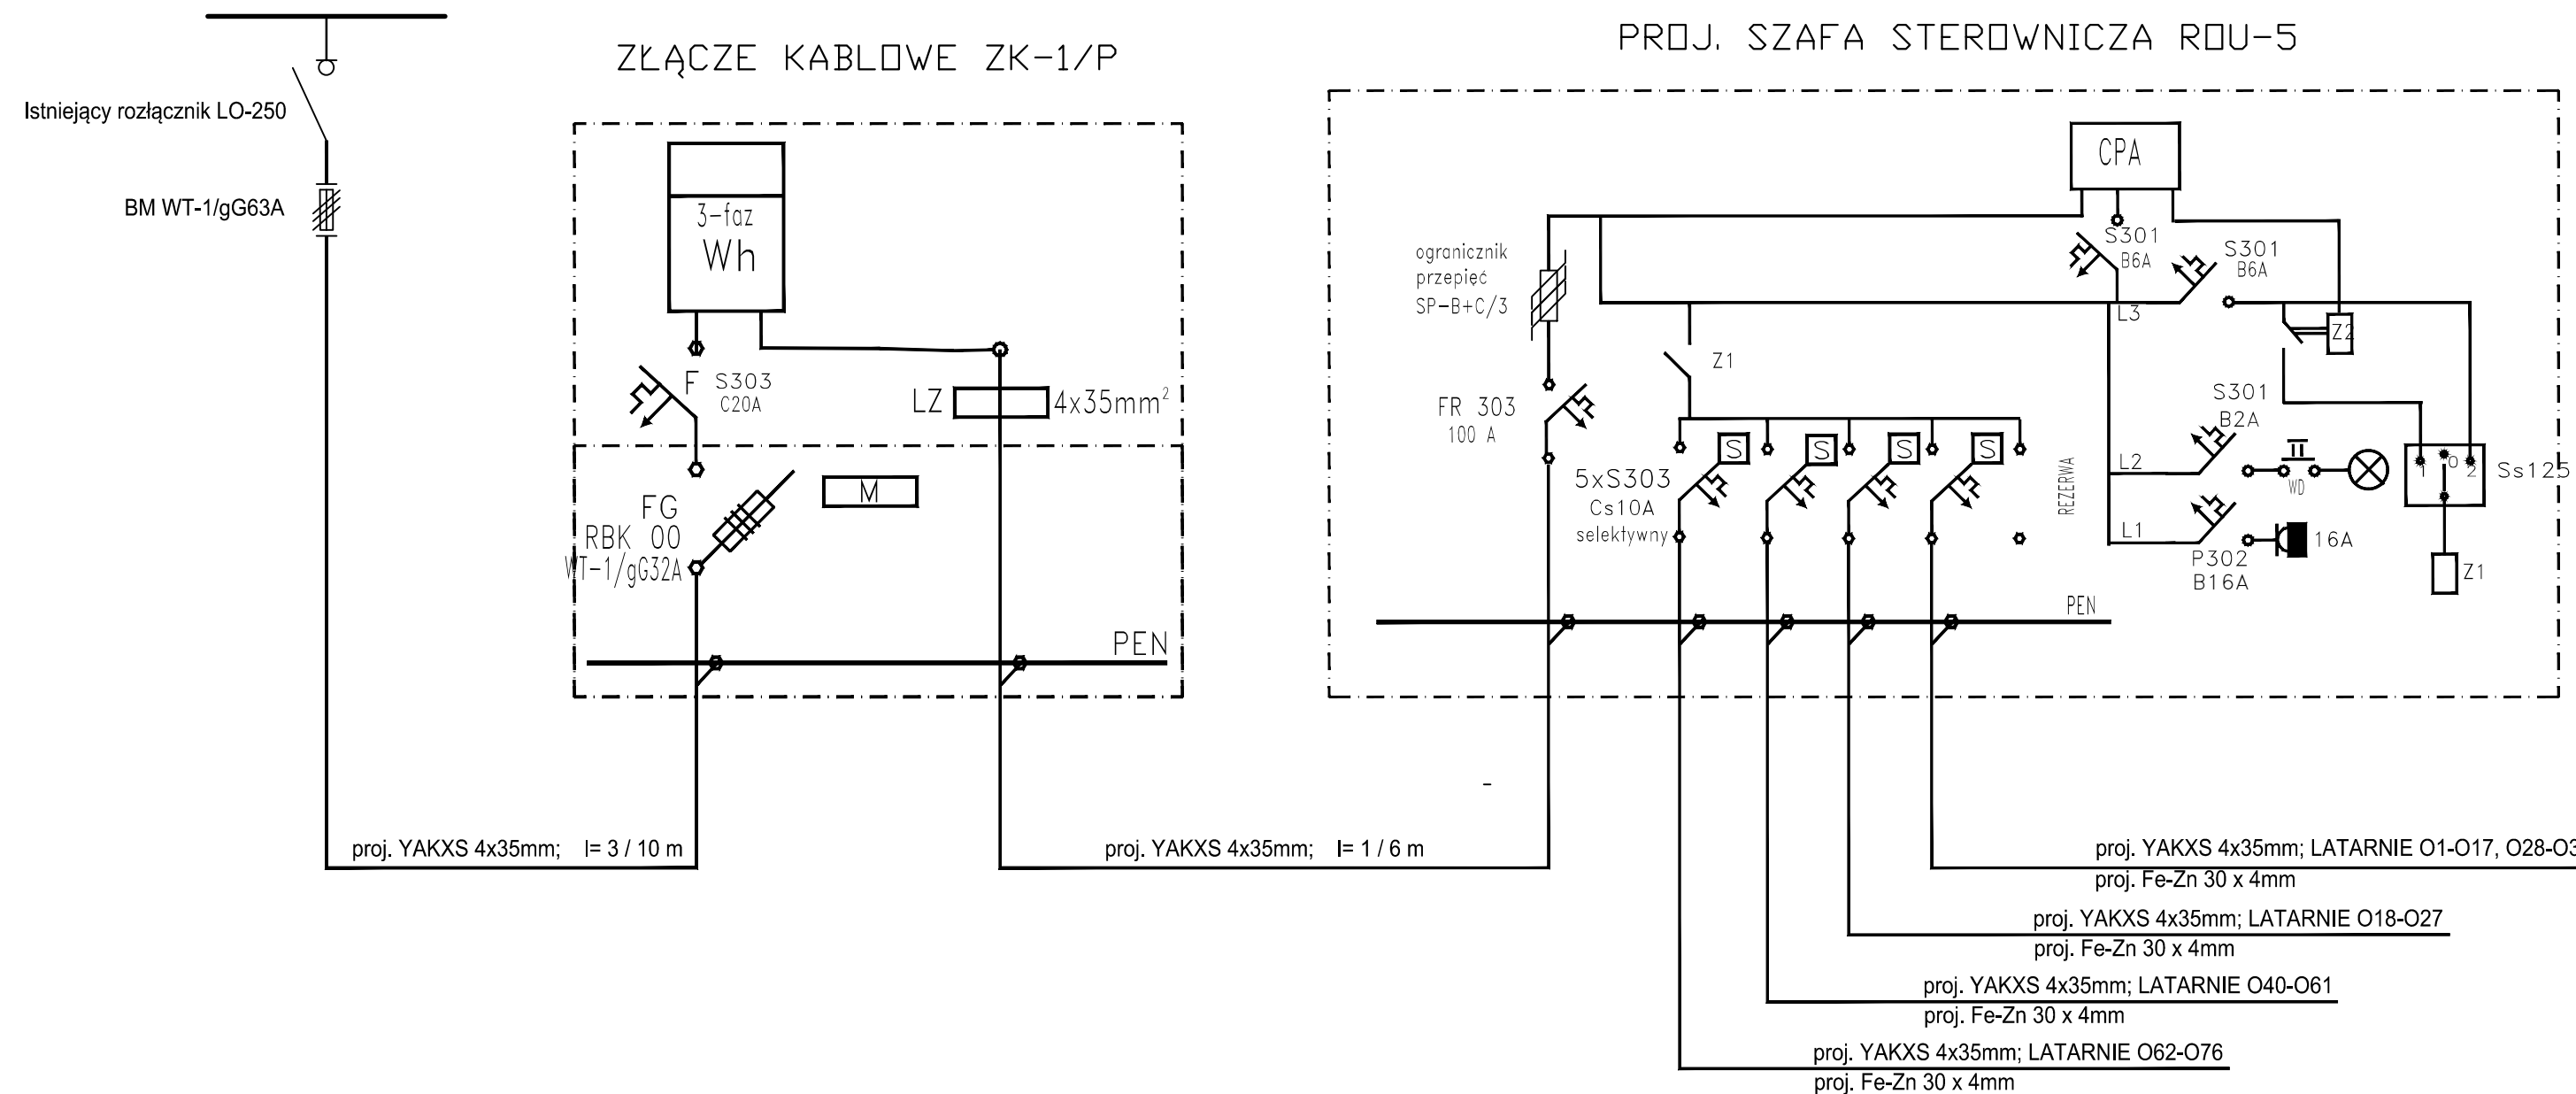 ZŁĄCZE KABLOWE ZK-1/P
PROJ. SZAFA STEROWNICZA ROU-5
Istniejący rozłącznik LO-250
BM WT-1/gG63A
3-faz
Wh
F
S303
C20A
LZ
4x35mm²
FG
RBK 00
WT-1/gG32A
M
PEN
proj. YAKXS 4x35mm; l= 3 / 10 m
proj. YAKXS 4x35mm; l= 1 / 6 m
ogranicznik
przepięć
SP-B+C/3
FR 303
100 A
Z1
5xS303
Cs10A
selektywny
S
S
S
S
REZERWA
PEN
CPA
S301
B6A
S301
B6A
L3
Z2
S301
B2A
L2
WD
L1
P302
B16A
16A
1
0
2
Ss125
Z1
proj. YAKXS 4x35mm; LATARNIE O1-O17, O28-O3
proj. Fe-Zn 30 x 4mm
proj. YAKXS 4x35mm; LATARNIE O18-O27
proj. Fe-Zn 30 x 4mm
proj. YAKXS 4x35mm; LATARNIE O40-O61
proj. Fe-Zn 30 x 4mm
proj. YAKXS 4x35mm; LATARNIE O62-O76
proj. Fe-Zn 30 x 4mm